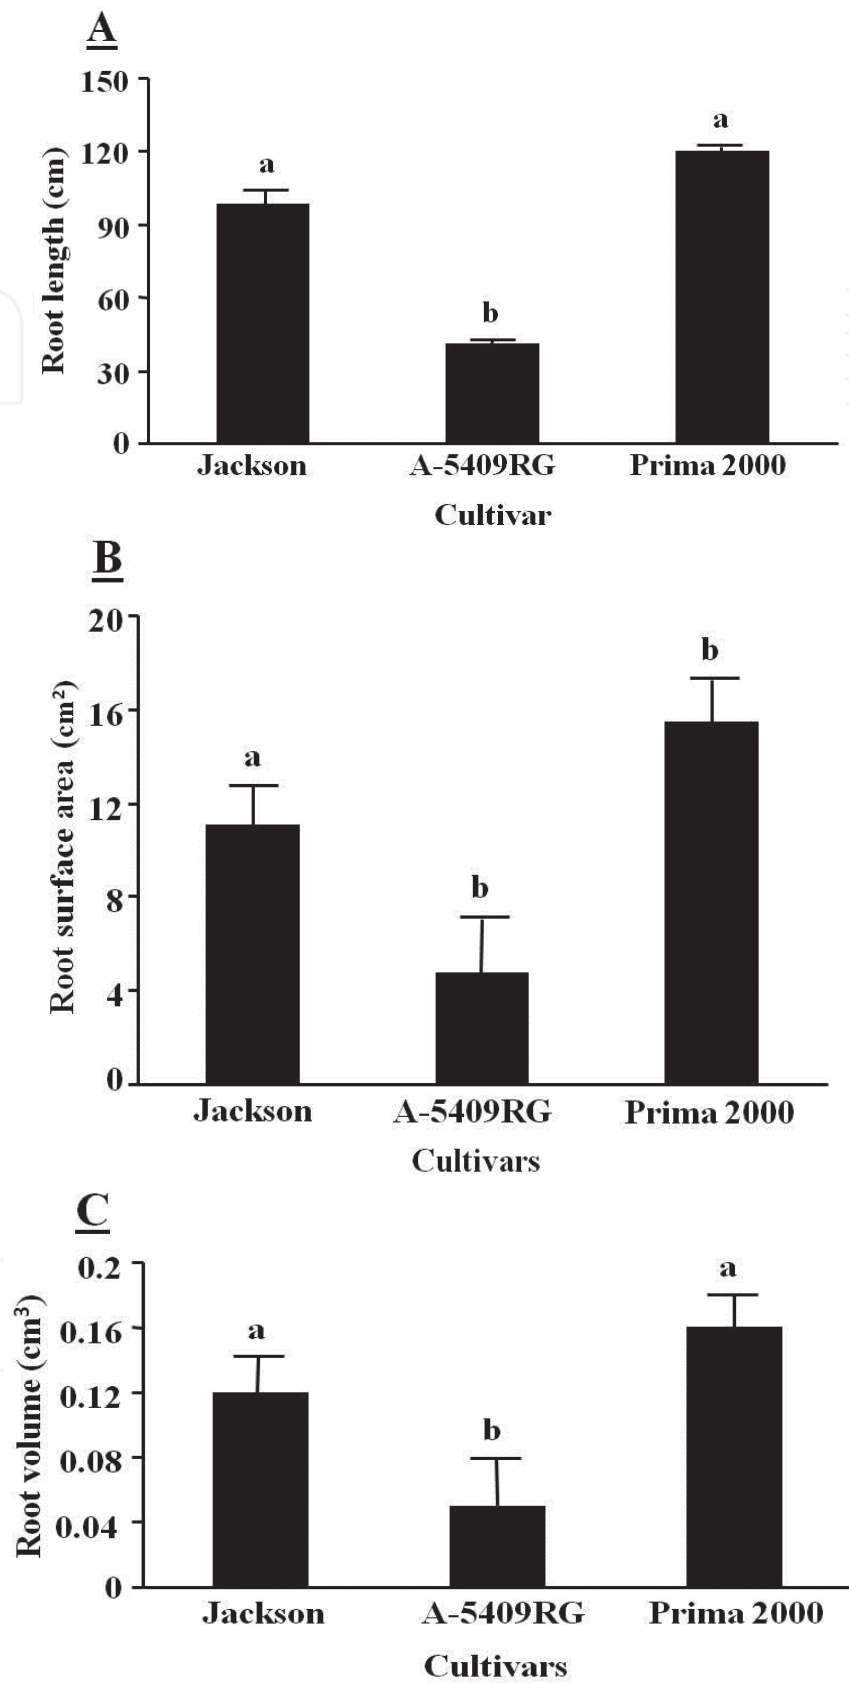 A
150
120
90
60
30
0
Root length (cm)
a
b
a
Jackson A-5409RG Prima 2000
Cultivar
B
20
16
12
8
4
0
Root surface area (cm²)
a
b
b
Jackson A-5409RG Prima 2000
Cultivars
C
0.2
0.16
0.12
0.08
0.04
0
Root volume (cm³)
a
b
a
Jackson A-5409RG Prima 2000
Cultivars